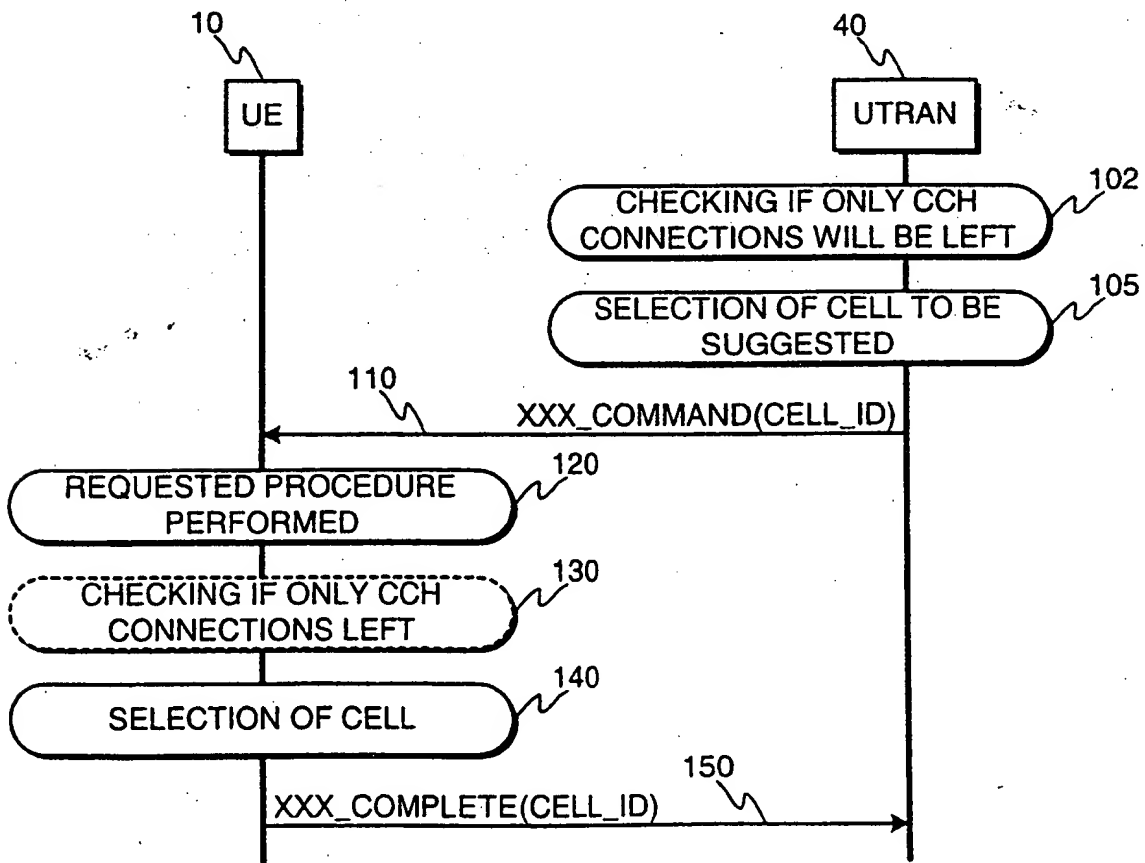 10
40
UE
UTRAN
CHECKING IF ONLY CCH
CONNECTIONS WILL BE LEFT
102
SELECTION OF CELL TO BE
SUGGESTED
105
110
XXX_COMMAND(CELL_ID)
REQUESTED PROCEDURE
PERFORMED
120
CHECKING IF ONLY CCH
CONNECTIONS LEFT
130
SELECTION OF CELL
140
XXX_COMPLETE(CELL_ID)
150